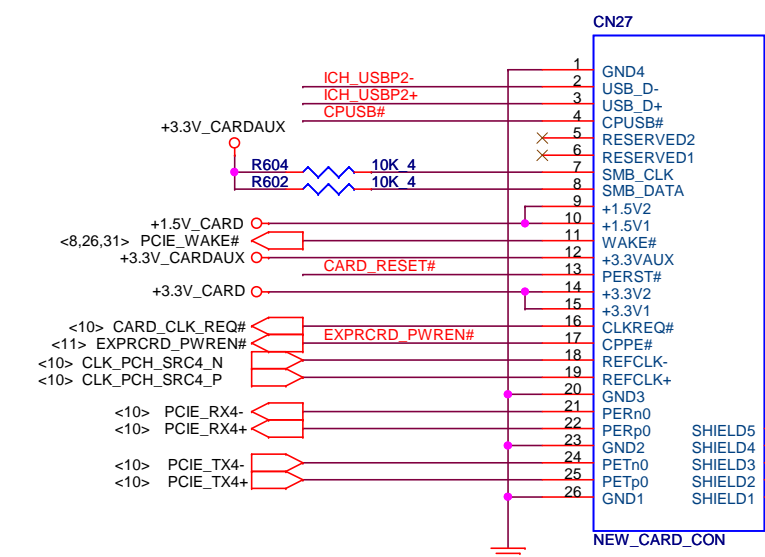 CN27
1 GND4
ICH_USBP2- 2 USB_D-
ICH_USBP2+ 3 USB_D+
CPUSB# 4 CPUSB#
+3.3V_CARDAUX 5 RESERVED2
6 RESERVED1
R604 10K_4 7 SMB_CLK
R602 10K_4 8 SMB_DATA
9 +1.5V2
+1.5V_CARD 10 +1.5V1
<8,26,31> PCIE_WAKE# 11 WAKE#
+3.3V_CARDAUX 12 +3.3VAUX
CARD_RESET# 13 PERST#
+3.3V_CARD 14 +3.3V2
15 +3.3V1
<10> CARD_CLK_REQ# 16 CLKREQ#
<11> EXPRCRD_PWREN# EXPRCRD_PWREN# 17 CPPE#
<10> CLK_PCH_SRC4_N 18 REFCLK-
<10> CLK_PCH_SRC4_P 19 REFCLK+
20 GND3
<10> PCIE_RX4- 21 PERn0
<10> PCIE_RX4+ 22 PERp0 SHIELD5
23 GND2 SHIELD4
<10> PCIE_TX4- 24 PETn0 SHIELD3
<10> PCIE_TX4+ 25 PETp0 SHIELD2
26 GND1 SHIELD1
NEW_CARD_CON